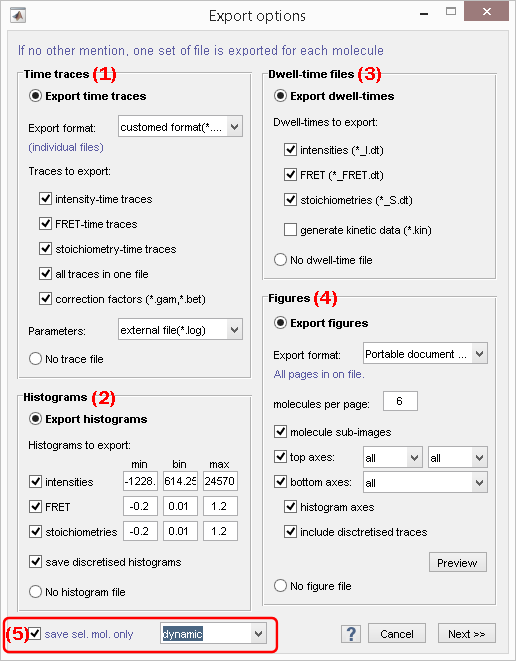 Export options
If no other mention, one set of file is exported for each molecule
Time traces (1)
Export time traces
Export format: customed format(*....
(individual files)
Traces to export:
intensity-time traces
FRET-time traces
stoichiometry-time traces
all traces in one file
correction factors (*.gam,*.bet)
Parameters: external file(*.log)
No trace file
Histograms (2)
Export histograms
Histograms to export:
min bin max
intensities -1228. 614.25 24570
FRET -0.2 0.01 1.2
stoichiometries -0.2 0.01 1.2
save discretised histograms
No histogram file
Dwell-time files (3)
Export dwell-times
Dwell-times to export:
intensities (*_I.dt)
FRET (*_FRET.dt)
stoichiometries (*_S.dt)
generate kinetic data (*.kin)
No dwell-time file
Figures (4)
Export figures
Export format: Portable document ...
All pages in on file.
molecules per page: 6
molecule sub-images
top axes: all all
bottom axes: all
histogram axes
include disctretised traces
Preview
No figure file
(5) save sel. mol. only dynamic
? Cancel Next >>